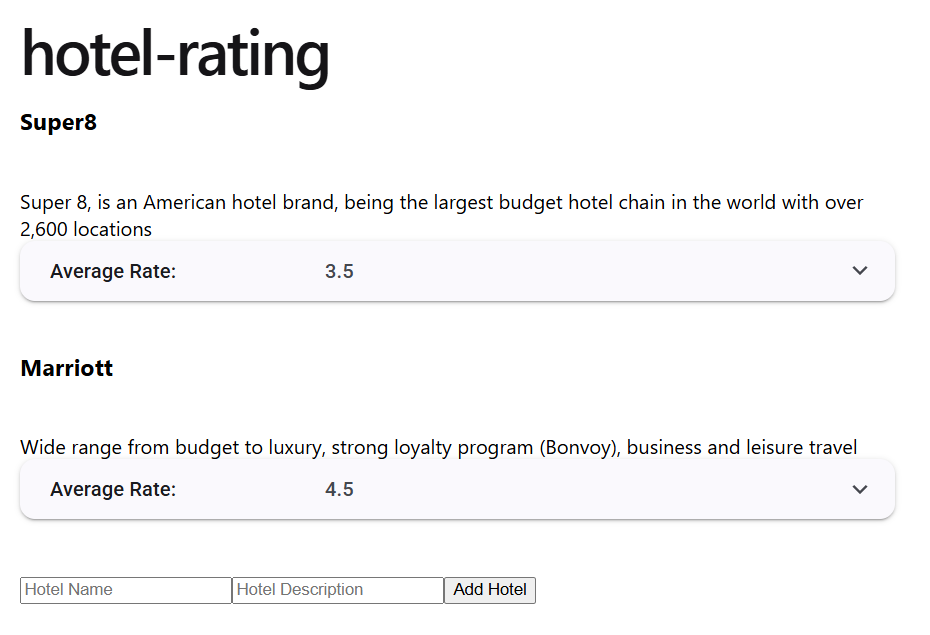 hotel-rating
Super8
Super 8, is an American hotel brand, being the largest budget hotel chain in the world with over
2,600 locations
Average Rate: 3.5
Marriott
Wide range from budget to luxury, strong loyalty program (Bonvoy), business and leisure travel
Average Rate: 4.5
Hotel Name Hotel Description Add Hotel